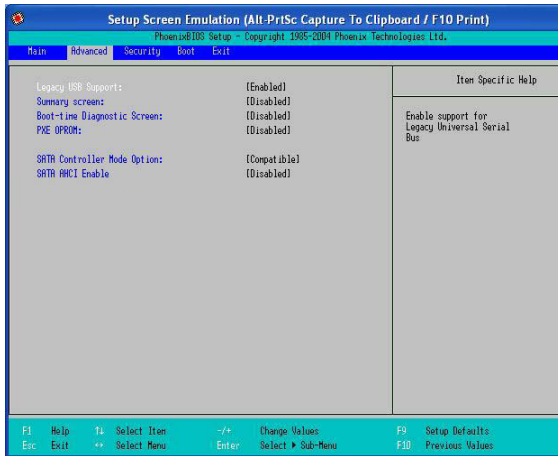 Setup Screen Emulation (Alt-PrtSc Capture To Clipboard / F10 Print)
PhoenixBIOS Setup - Copyright 1985-2004 Phoenix Technologies Ltd.
Main Advanced Security Boot Exit
Item Specific Help
Legacy USB Support: [Enabled]
Summary screen: [Disabled]
Boot-time Diagnostic Screen: [Disabled]
PXE OPROM: [Disabled]
SATA Controller Mode Option: [Compatible]
SATA AHCI Enable [Disabled]
Enable support for
Legacy Universal Serial
Bus
F1 Help ↑↓ Select Item -/+ Change Values F9 Setup Defaults
Esc Exit ↔ Select Menu Enter Select ▶ Sub-Menu F10 Previous Values